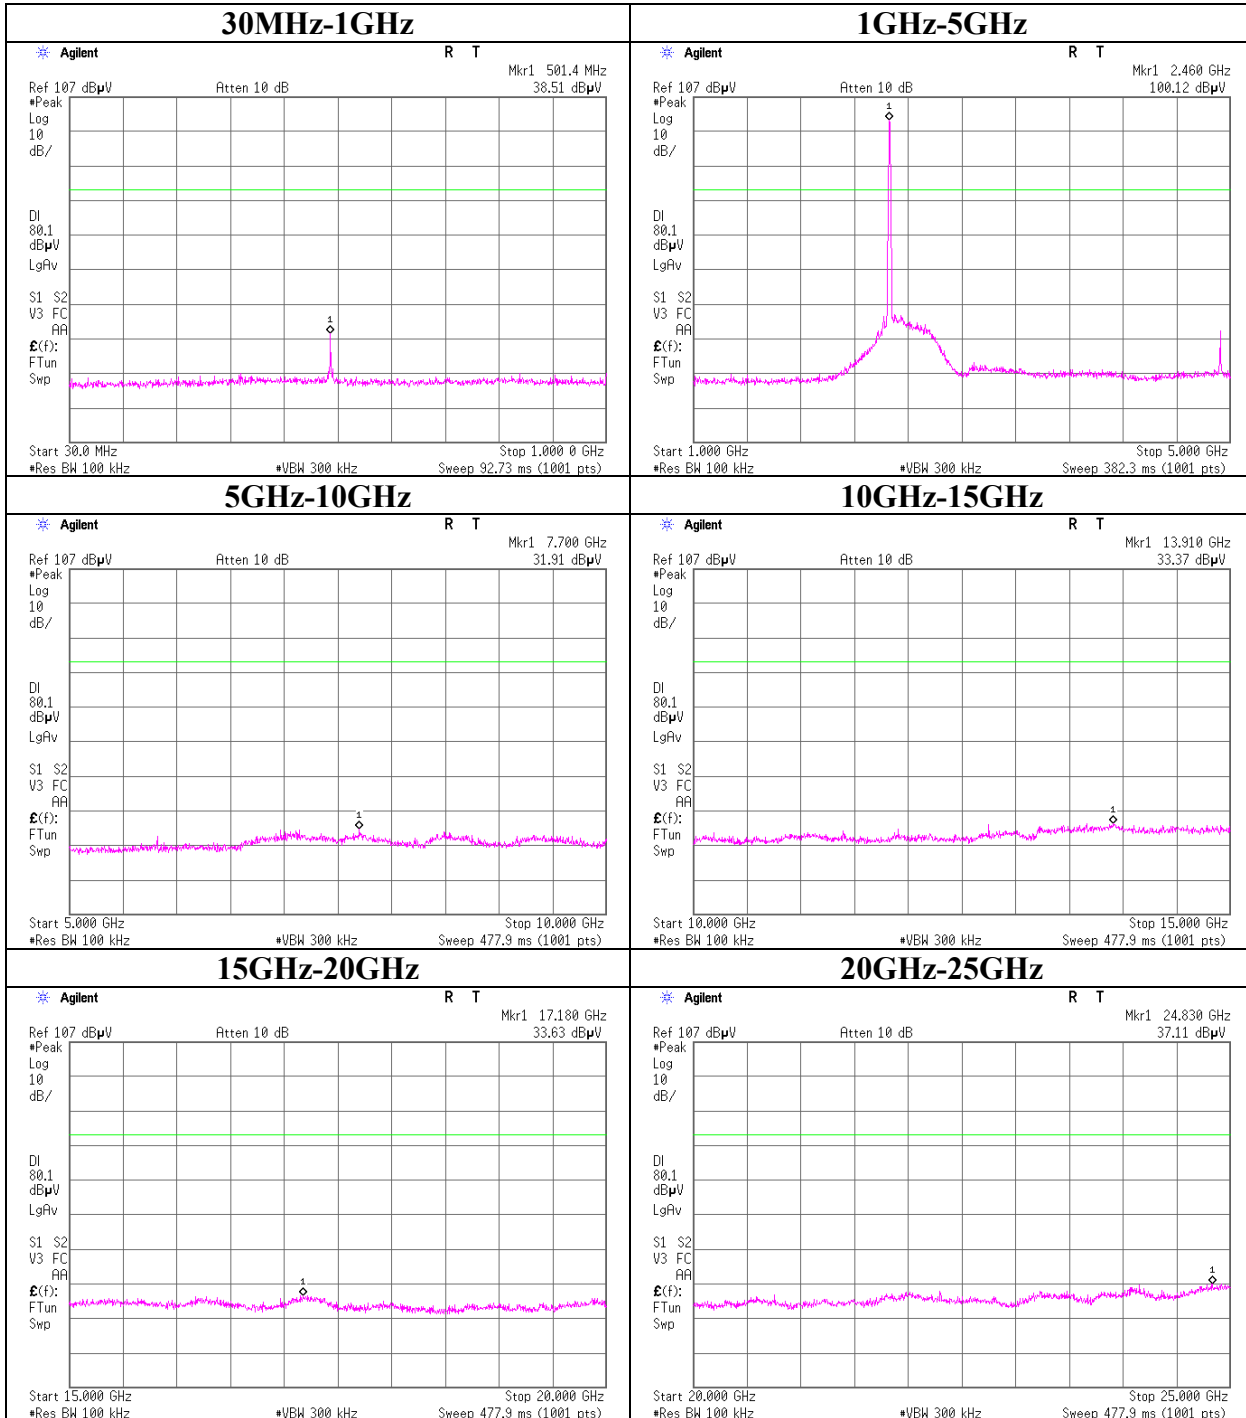 30MHz-1GHz
Agilent R T
Mkr1 501.4 MHz
Ref 107 dBµV Atten 10 dB 38.51 dBµV
#Peak
Log
10
dB/
DI
80.1
dBµV
LgAv
S1 S2
V3 FC
AA
£(f):
FTun
Swp
1
Start 30.0 MHz Stop 1.000 0 GHz
#Res BW 100 kHz #VBW 300 kHz Sweep 92.73 ms (1001 pts)
1GHz-5GHz
Agilent R T
Mkr1 2.460 GHz
Ref 107 dBµV Atten 10 dB 100.12 dBµV
#Peak
Log
10
dB/
DI
80.1
dBµV
LgAv
S1 S2
V3 FC
AA
£(f):
FTun
Swp
1
Start 1.000 GHz Stop 5.000 GHz
#Res BW 100 kHz #VBW 300 kHz Sweep 382.3 ms (1001 pts)
5GHz-10GHz
Agilent R T
Mkr1 7.700 GHz
Ref 107 dBµV Atten 10 dB 31.91 dBµV
#Peak
Log
10
dB/
DI
80.1
dBµV
LgAv
S1 S2
V3 FC
AA
£(f):
FTun
Swp
1
Start 5.000 GHz Stop 10.000 GHz
#Res BW 100 kHz #VBW 300 kHz Sweep 477.9 ms (1001 pts)
10GHz-15GHz
Agilent R T
Mkr1 13.910 GHz
Ref 107 dBµV Atten 10 dB 33.37 dBµV
#Peak
Log
10
dB/
DI
80.1
dBµV
LgAv
S1 S2
V3 FC
AA
£(f):
FTun
Swp
1
Start 10.000 GHz Stop 15.000 GHz
#Res BW 100 kHz #VBW 300 kHz Sweep 477.9 ms (1001 pts)
15GHz-20GHz
Agilent R T
Mkr1 17.180 GHz
Ref 107 dBµV Atten 10 dB 33.63 dBµV
#Peak
Log
10
dB/
DI
80.1
dBµV
LgAv
S1 S2
V3 FC
AA
£(f):
FTun
Swp
1
Start 15.000 GHz Stop 20.000 GHz
#Res BW 100 kHz #VBW 300 kHz Sweep 477.9 ms (1001 pts)
20GHz-25GHz
Agilent R T
Mkr1 24.830 GHz
Ref 107 dBµV Atten 10 dB 37.11 dBµV
#Peak
Log
10
dB/
DI
80.1
dBµV
LgAv
S1 S2
V3 FC
AA
£(f):
FTun
Swp
1
Start 20.000 GHz Stop 25.000 GHz
#Res BW 100 kHz #VBW 300 kHz Sweep 477.9 ms (1001 pts)